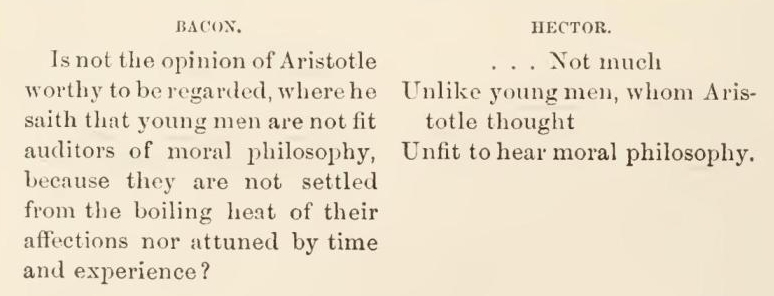 BACON.
Is not the opinion of Aristotle
worthy to be regarded, where he
saith that young men are not fit
auditors of moral philosophy,
because they are not settled
from the boiling heat of their
affections nor attuned by time
and experience?
HECTOR.
. . . Not much
Unlike young men, whom Aris-
totle thought
Unfit to hear moral philosophy.